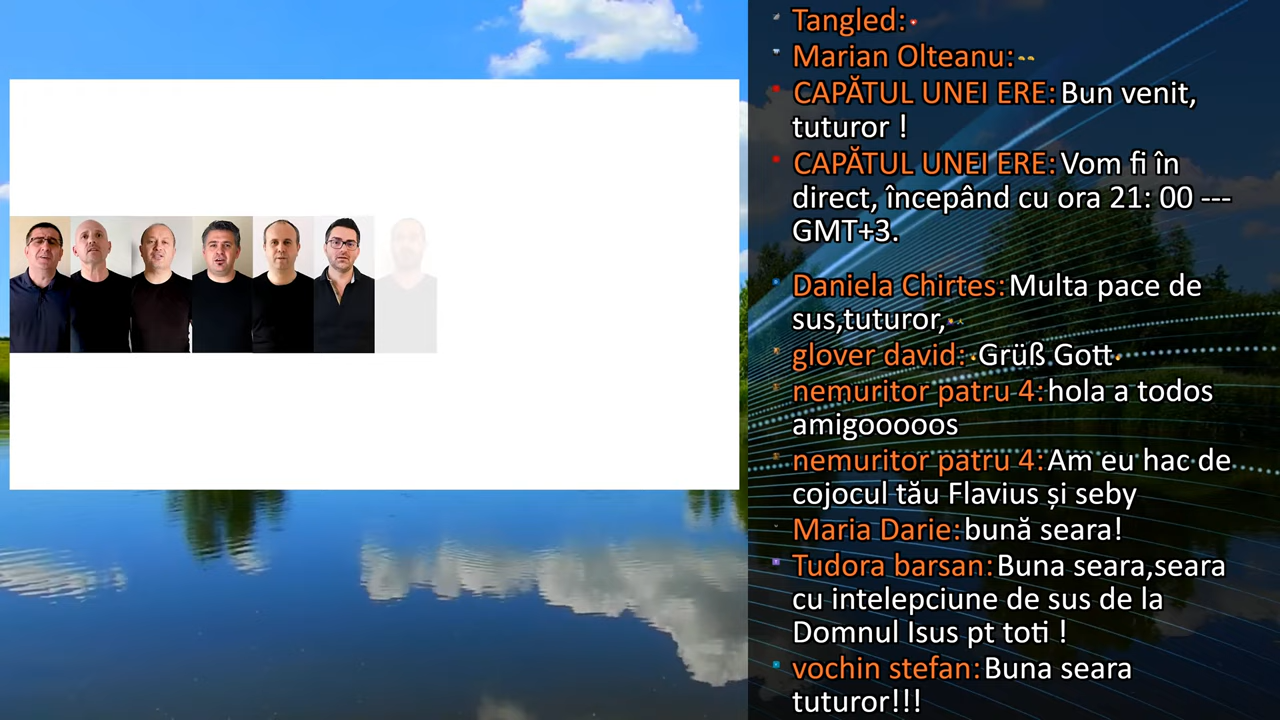 Tangled:
Marian Olteanu:
CAPĂTUL UNEI ERE: Bun venit,
tuturor !
CAPĂTUL UNEI ERE: Vom fi în
direct, începând cu ora 21: 00 ---
GMT+3.
Daniela Chirtes: Multa pace de
sus,tuturor,
glover david: Grüß Gott
nemuritor patru 4: hola a todos
amigooooos
nemuritor patru 4: Am eu hac de
cojocul tău Flavius și seby
Maria Darie: bună seara!
Tudora barsan: Buna seara,seara
cu intelepciune de sus de la
Domnul Isus pt toti !
vochin stefan: Buna seara
tuturor!!!